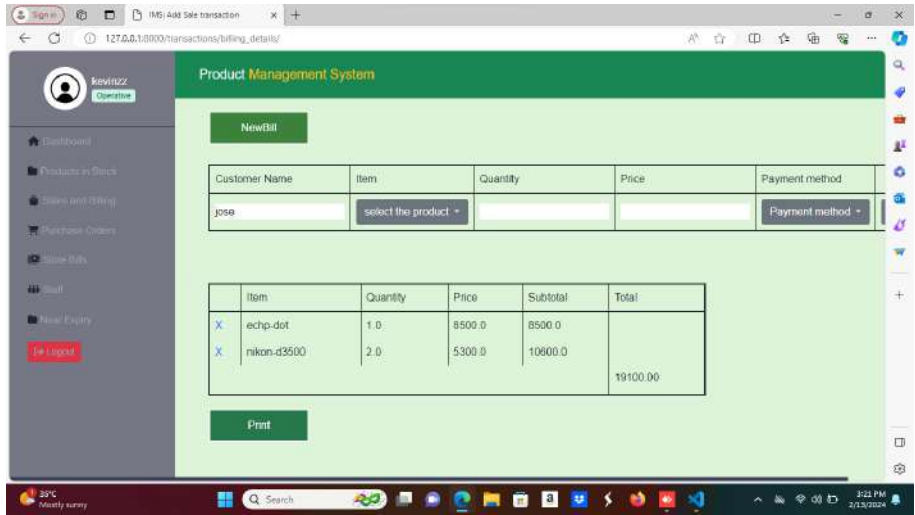 Sign in
IMS| Add Sale transaction
127.0.0.1:8000/transactions/billing_details/
kevinzz
Operative
Product Management System
Dashboard
Products in Stock
Sales and Billing
Purchase Orders
Store Bills
Staff
Near Expiry
Logout
NewBill
Customer Name Item Quantity Price Payment method
jose select the product Payment method
Item Quantity Price Subtotal Total
X echp-dot 1.0 8500.0 8500.0
X nikon-d3500 2.0 5300.0 10600.0
19100.00
Print
35°C
Mostly sunny
Search
3:21 PM
2/13/2024